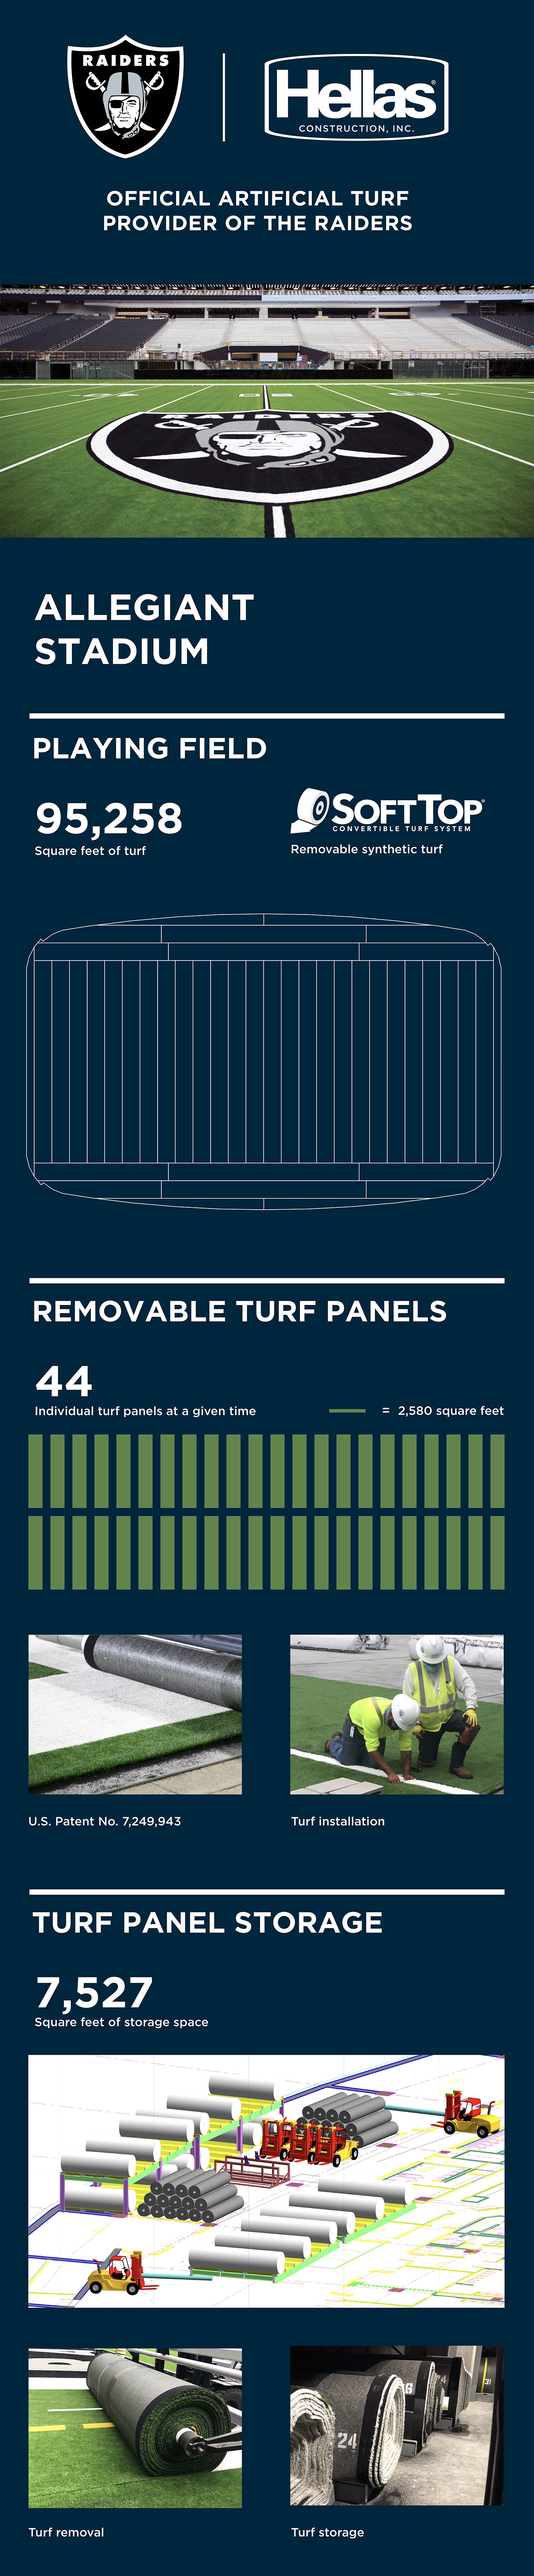 RAIDERS
Hellas®
CONSTRUCTION, INC.
OFFICIAL ARTIFICIAL TURF
PROVIDER OF THE RAIDERS
RAIDERS
ALLEGIANT
STADIUM
PLAYING FIELD
95,258
Square feet of turf
SOFTTOP®
CONVERTIBLE TURF SYSTEM
Removable synthetic turf
REMOVABLE TURF PANELS
44
Individual turf panels at a given time
= 2,580 square feet
U.S. Patent No. 7,249,943
Turf installation
TURF PANEL STORAGE
7,527
Square feet of storage space
24
Turf removal
Turf storage